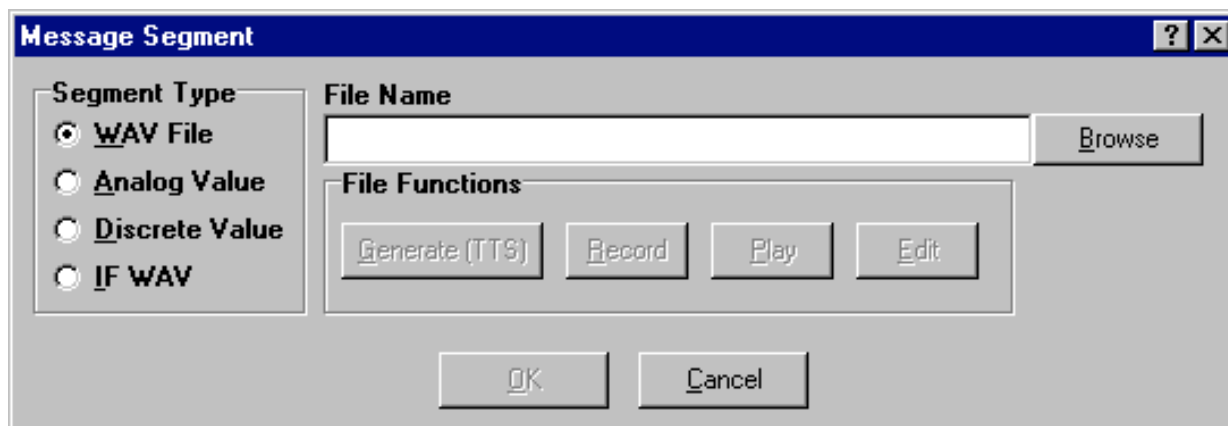 Message Segment
Segment Type
WAV File
Analog Value
Discrete Value
IF WAV
File Name
Browse
File Functions
Generate (TTS) Record Play Edit
OK Cancel